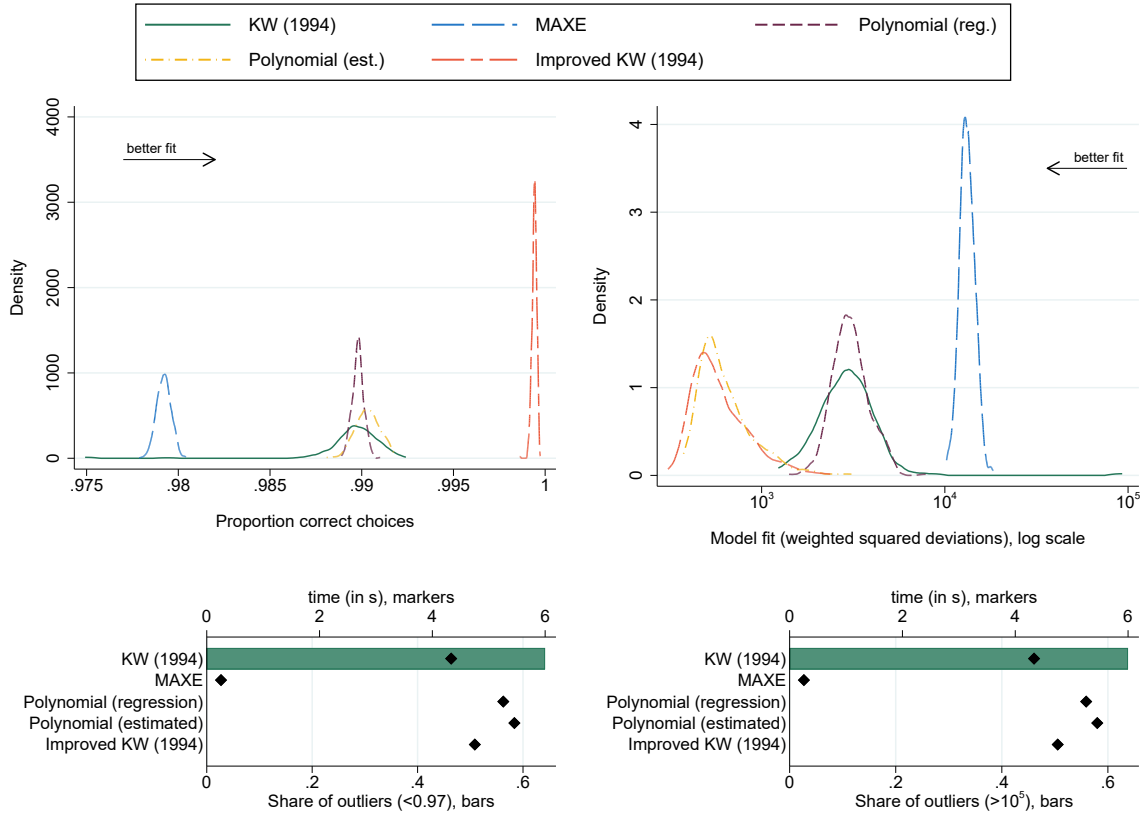 KW (1994) MAXE Polynomial (reg.)
Polynomial (est.) Improved KW (1994)
better fit
Density
0 1000 2000 3000 4000
.975 .98 .985 .99 .995 1
Proportion correct choices
better fit
Density
0 1 2 3 4
10³ 10⁴ 10⁵
Model fit (weighted squared deviations), log scale
time (in s), markers
0 2 4 6
KW (1994)
MAXE
Polynomial (regression)
Polynomial (estimated)
Improved KW (1994)
0 .2 .4 .6
Share of outliers (<0.97), bars
time (in s), markers
0 2 4 6
KW (1994)
MAXE
Polynomial (regression)
Polynomial (estimated)
Improved KW (1994)
0 .2 .4 .6
Share of outliers (>10⁵), bars